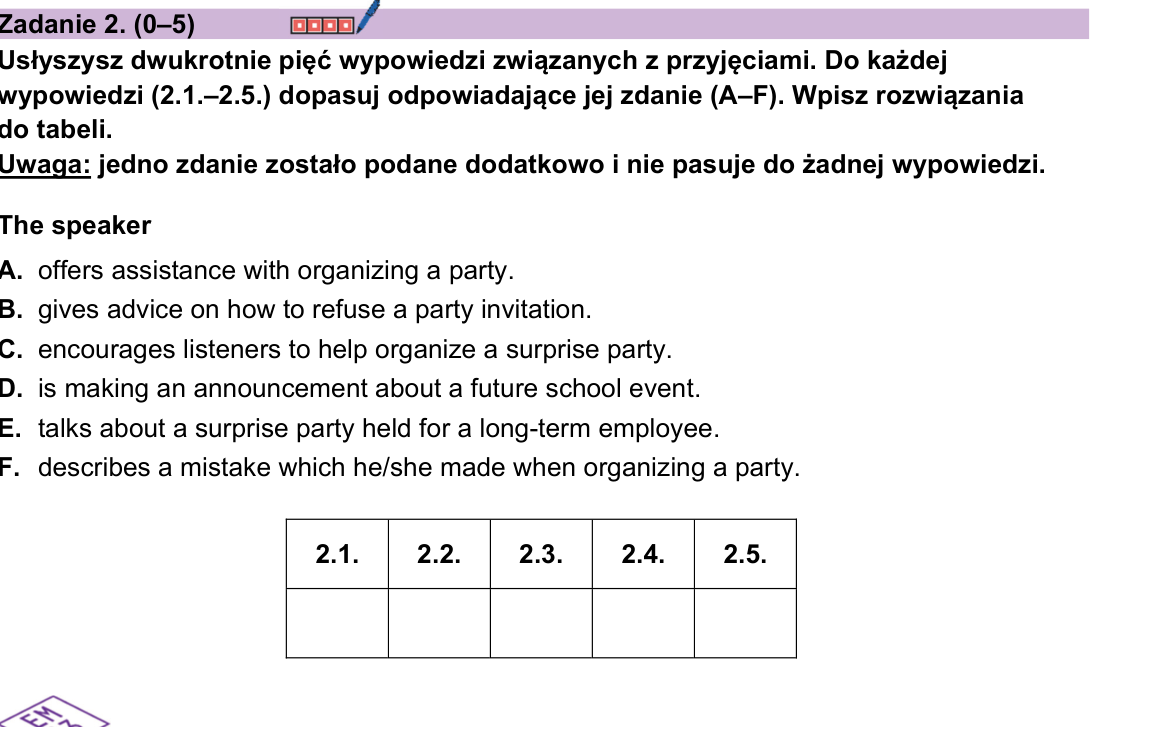 Zadanie 2. (0–5)
Usłyszysz dwukrotnie pięć wypowiedzi związanych z przyjęciami. Do każdej
wypowiedzi (2.1.–2.5.) dopasuj odpowiadające jej zdanie (A–F). Wpisz rozwiązania
do tabeli.
Uwaga: jedno zdanie zostało podane dodatkowo i nie pasuje do żadnej wypowiedzi.
The speaker
A. offers assistance with organizing a party.
B. gives advice on how to refuse a party invitation.
C. encourages listeners to help organize a surprise party.
D. is making an announcement about a future school event.
E. talks about a surprise party held for a long-term employee.
F. describes a mistake which he/she made when organizing a party.
2.1. 2.2. 2.3. 2.4. 2.5.